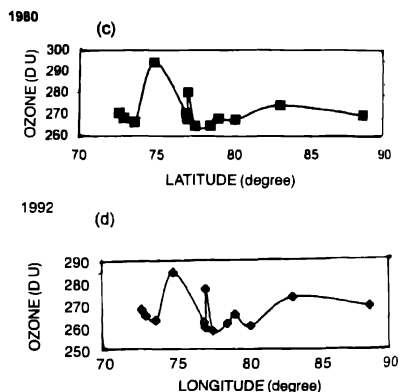 1980
(c)
300
290
280
270
260
OZONE (D U)
70 75 80 85 90
LATITUDE (degree)
1992
(d)
290
280
270
260
250
OZONE (D U)
70 75 80 85 90
LONGITUDE (degree)